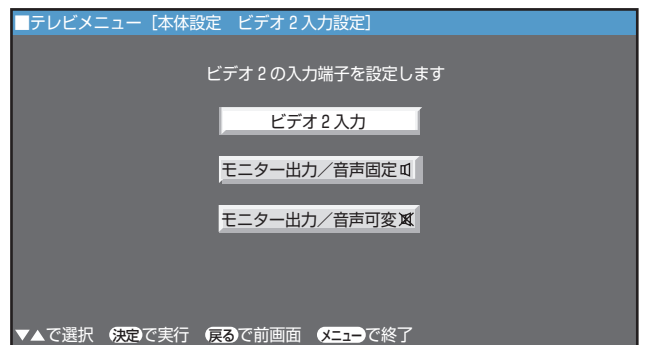 ■テレビメニュー［本体設定　ビデオ２入力設定］
ビデオ２の入力端子を設定します
ビデオ２入力
モニター出力／音声固定
モニター出力／音声可変
▼▲で選択　決定で実行　戻るで前画面　メニューで終了